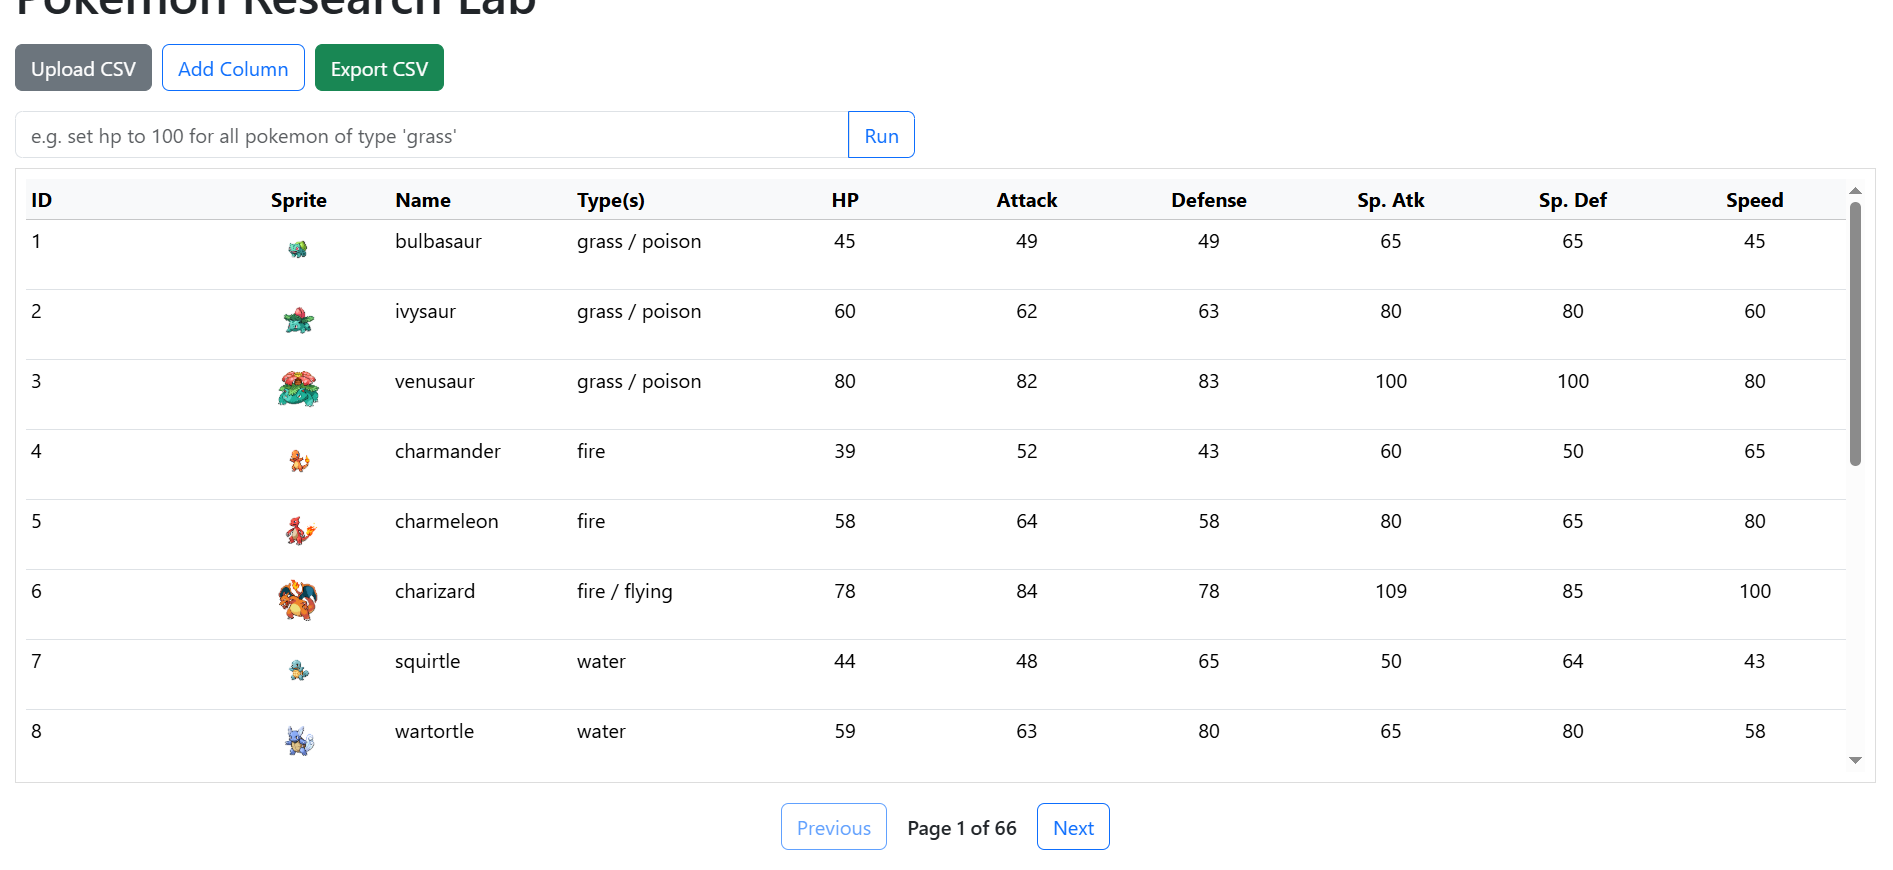 Pokemon Research Lab
Upload CSV Add Column Export CSV
e.g. set hp to 100 for all pokemon of type 'grass' Run
ID Sprite Name Type(s) HP Attack Defense Sp. Atk Sp. Def Speed
1 bulbasaur grass / poison 45 49 49 65 65 45
2 ivysaur grass / poison 60 62 63 80 80 60
3 venusaur grass / poison 80 82 83 100 100 80
4 charmander fire 39 52 43 60 50 65
5 charmeleon fire 58 64 58 80 65 80
6 charizard fire / flying 78 84 78 109 85 100
7 squirtle water 44 48 65 50 64 43
8 wartortle water 59 63 80 65 80 58
Previous Page 1 of 66 Next